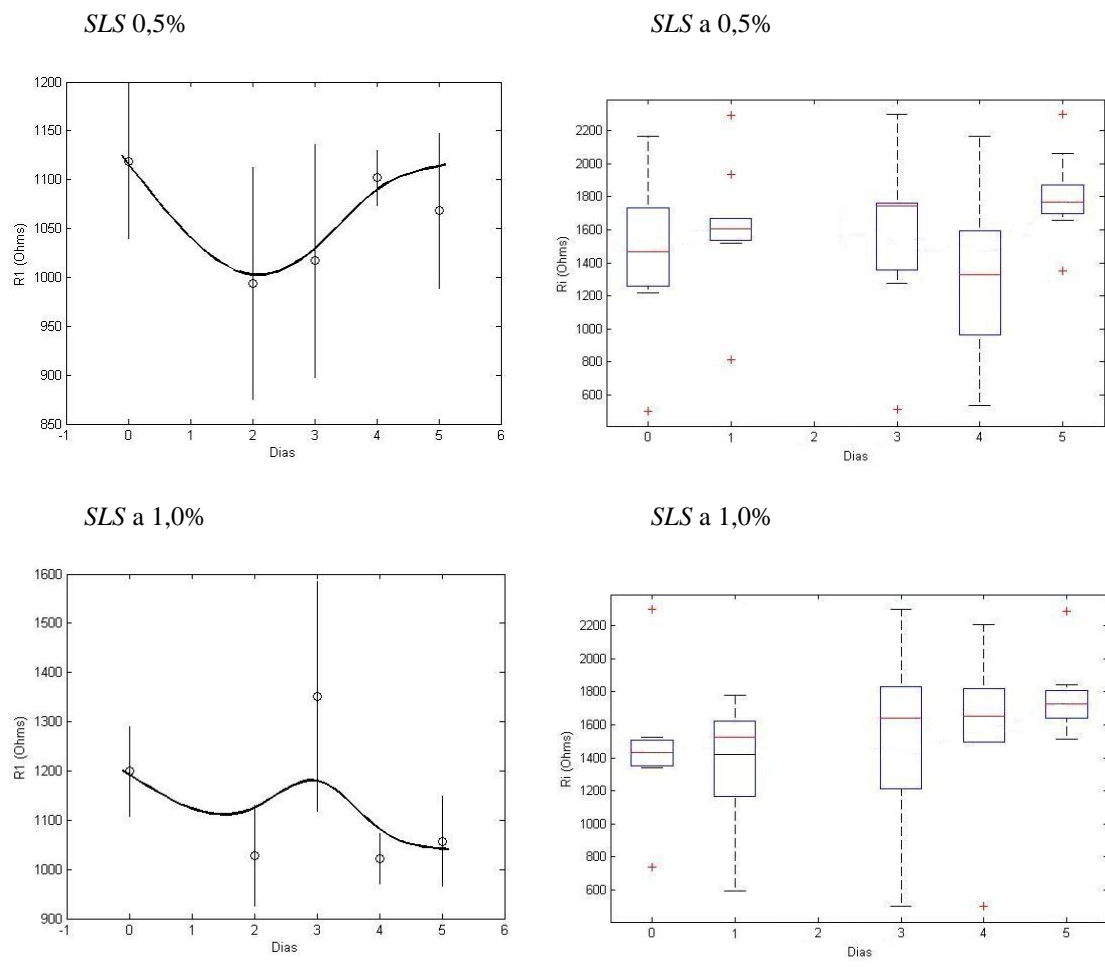 SLS 0,5%
SLS a 0,5%
1200
1150
1100
1050
1000
950
900
850
R1 (Ohms)
-1 0 1 2 3 4 5 6
Dias
2200
2000
1800
1600
1400
1200
1000
800
600
Ri (Ohms)
0 1 2 3 4 5
Dias
SLS a 1,0%
SLS a 1,0%
1600
1500
1400
1300
1200
1100
1000
900
R1 (Ohms)
-1 0 1 2 3 4 5 6
Dias
2200
2000
1800
1600
1400
1200
1000
800
600
Ri (Ohms)
0 1 2 3 4 5
Dias